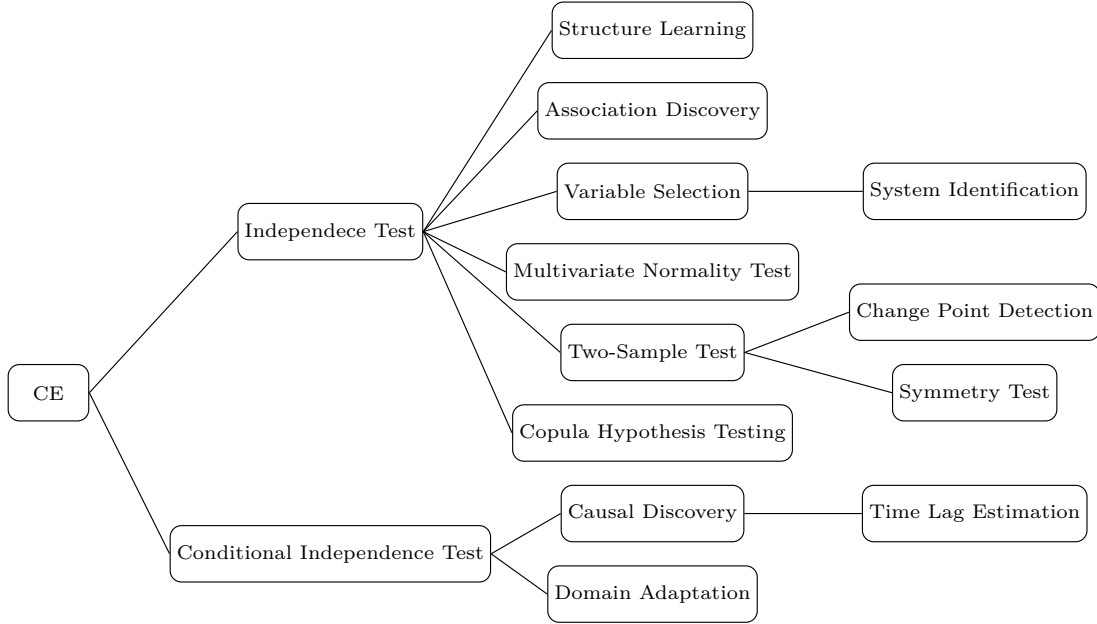 Structure Learning
Association Discovery
Variable Selection
System Identification
Independece Test
Multivariate Normality Test
Change Point Detection
Two-Sample Test
CE
Symmetry Test
Copula Hypothesis Testing
Causal Discovery
Time Lag Estimation
Conditional Independence Test
Domain Adaptation